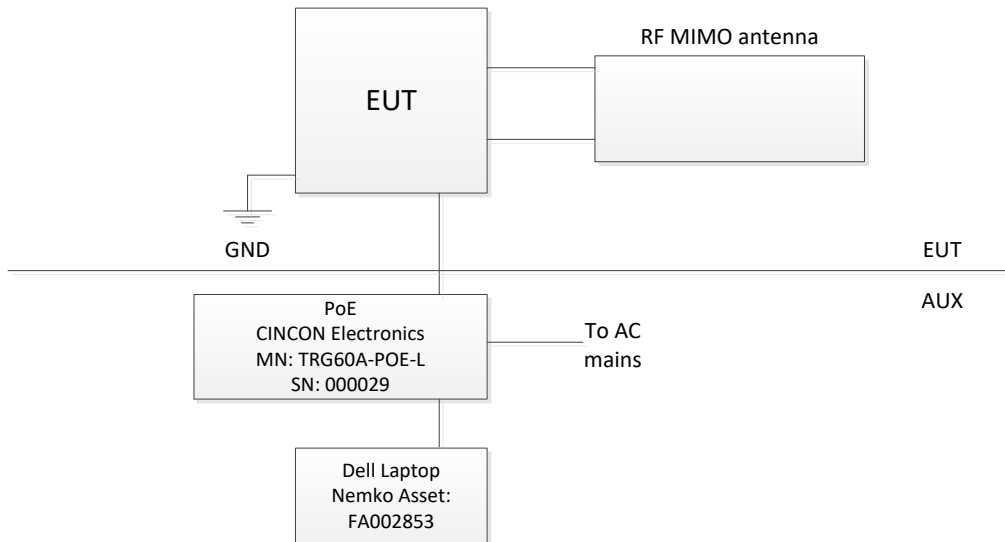 RF MIMO antenna
EUT
GND
EUT
AUX
PoE
CINCON Electronics
MN: TRG60A-POE-L
SN: 000029
To AC
mains
Dell Laptop
Nemko Asset:
FA002853